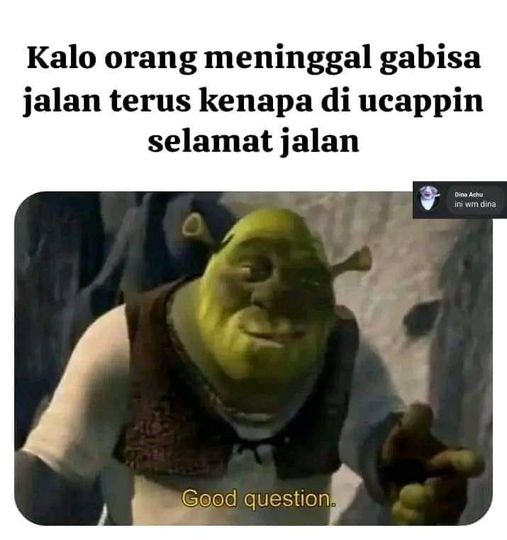 Kalo orang meninggal gabisa
jalan terus kenapa di ucappin
selamat jalan
Dina Achu
ini wm dina
Good question.